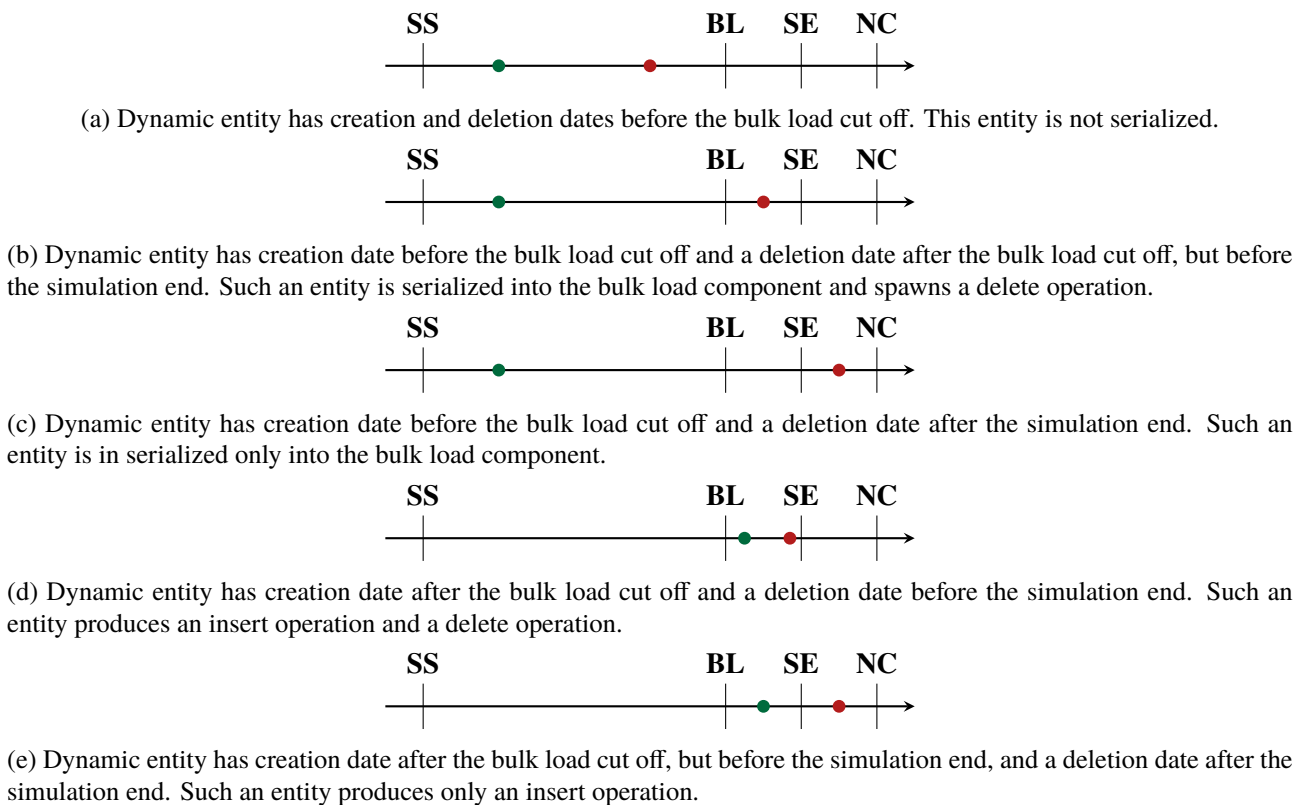 SS BL SE NC
(a) Dynamic entity has creation and deletion dates before the bulk load cut off. This entity is not serialized.
SS BL SE NC
(b) Dynamic entity has creation date before the bulk load cut off and a deletion date after the bulk load cut off, but before
the simulation end. Such an entity is serialized into the bulk load component and spawns a delete operation.
SS BL SE NC
(c) Dynamic entity has creation date before the bulk load cut off and a deletion date after the simulation end. Such an
entity is in serialized only into the bulk load component.
SS BL SE NC
(d) Dynamic entity has creation date after the bulk load cut off and a deletion date before the simulation end. Such an
entity produces an insert operation and a delete operation.
SS BL SE NC
(e) Dynamic entity has creation date after the bulk load cut off, but before the simulation end, and a deletion date after the
simulation end. Such an entity produces only an insert operation.